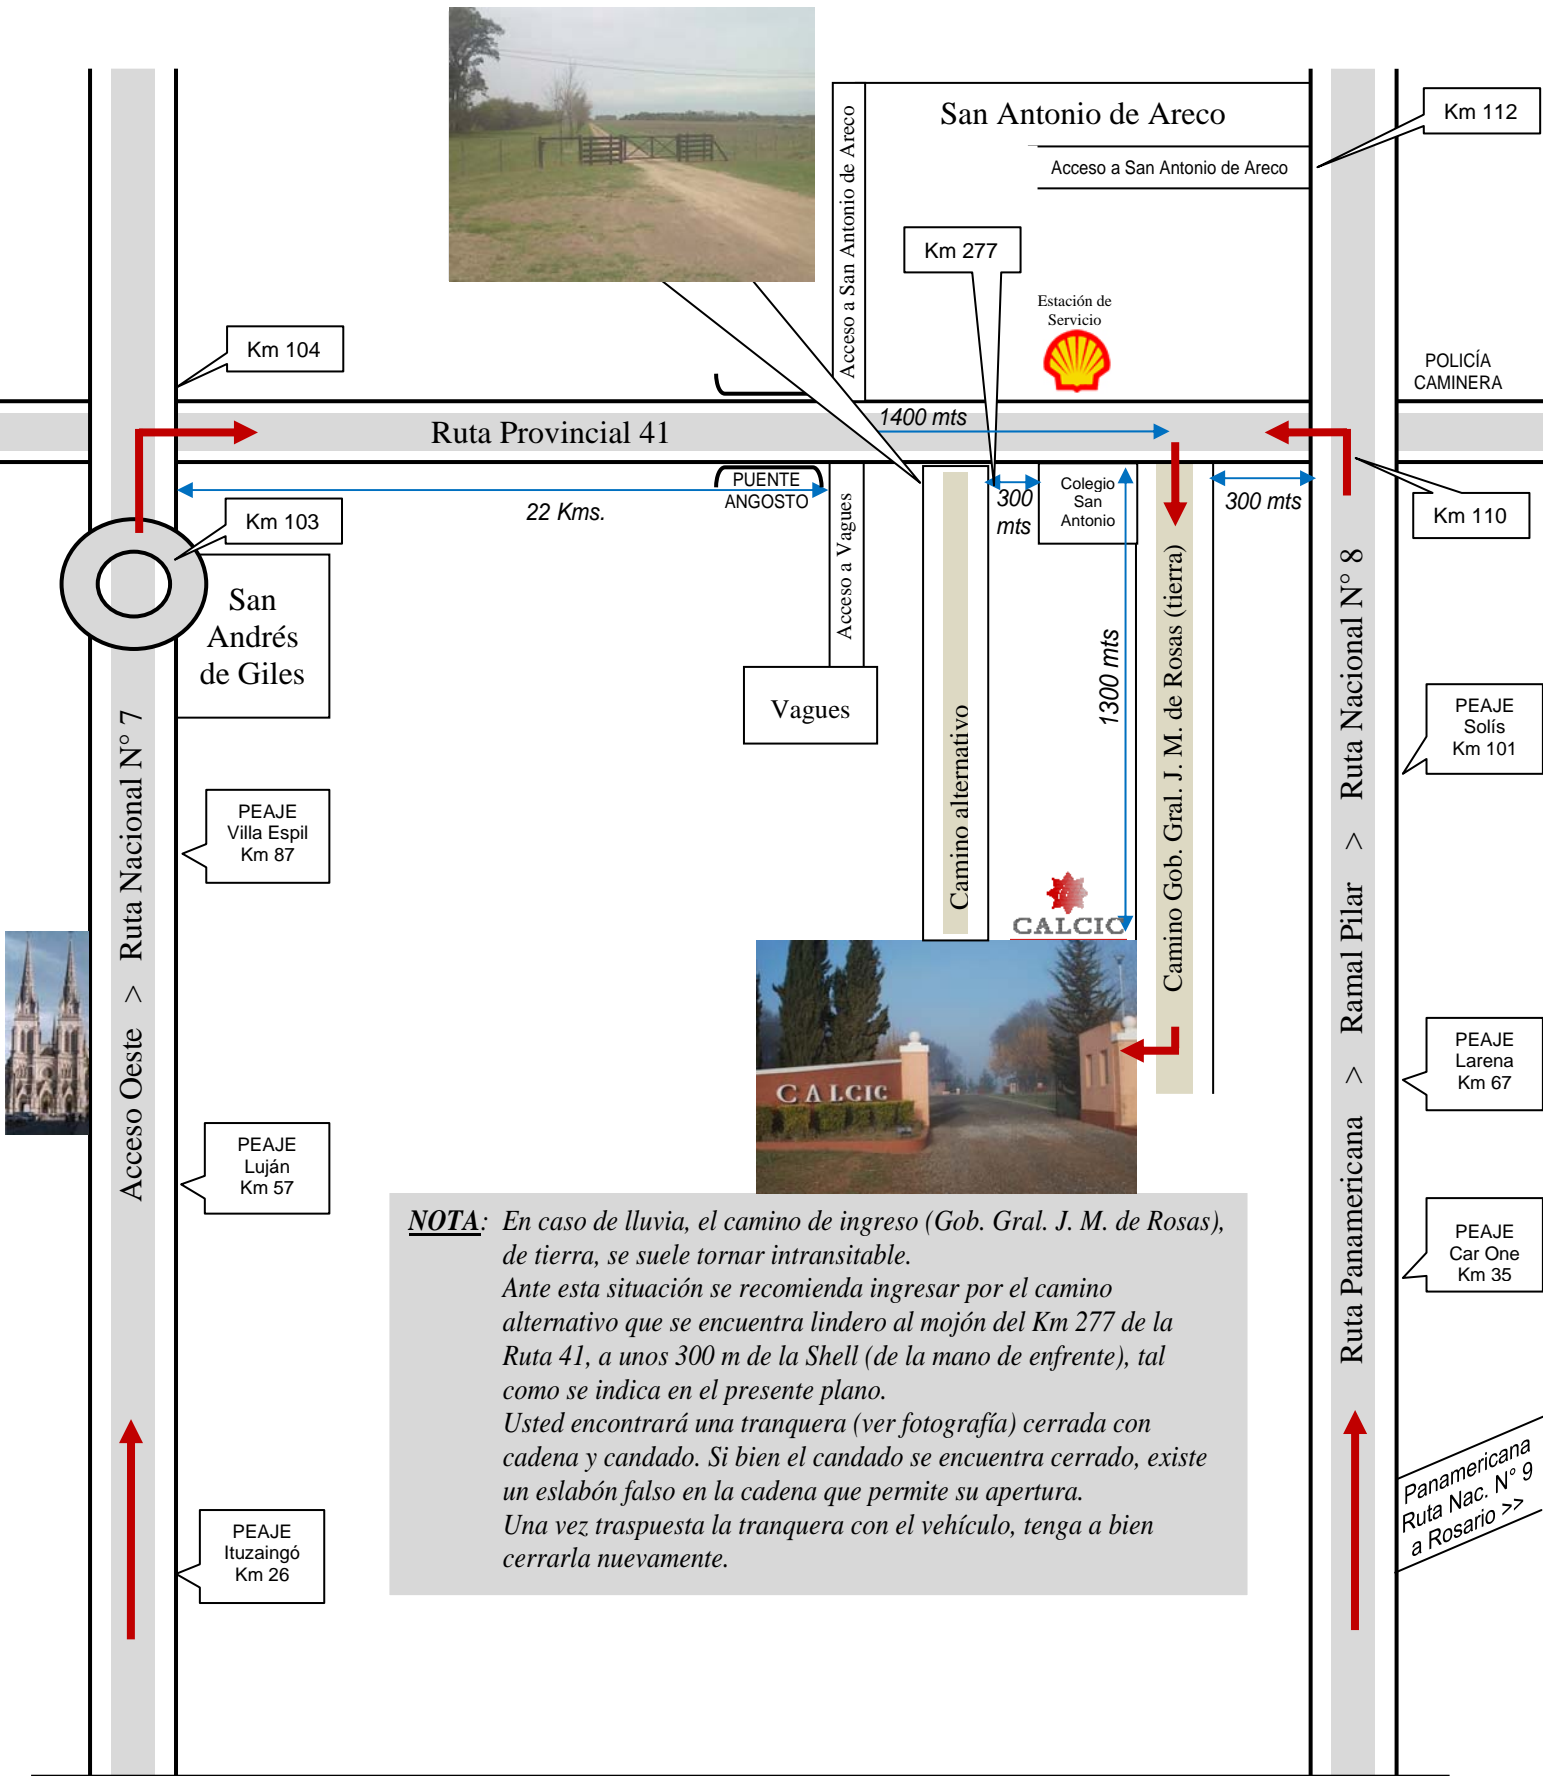 San Antonio de Areco
Km 112
Acceso a San Antonio de Areco
Acceso a San Antonio de Areco
Km 277
Estación de
Servicio
Km 104
POLICÍA
CAMINERA
1400 mts
Ruta Provincial 41
PUENTE
ANGOSTO
22 Kms.
300
mts
Colegio
San
Antonio
300 mts
Km 103
Km 110
San
Andrés
de Giles
Acceso a Vagues
Vagues
1300 mts
Camino alternativo
Camino Gob. Gral. J. M. de Rosas (tierra)
Acceso Oeste > Ruta Nacional N° 7
Ruta Panamericana > Ramal Pilar > Ruta Nacional N° 8
PEAJE
Solís
Km 101
PEAJE
Villa Espil
Km 87
CALCIC
CALCIC
PEAJE
Larena
Km 67
PEAJE
Luján
Km 57
PEAJE
Car One
Km 35
NOTA: En caso de lluvia, el camino de ingreso (Gob. Gral. J. M. de Rosas),
de tierra, se suele tornar intransitable.
Ante esta situación se recomienda ingresar por el camino
alternativo que se encuentra lindero al mojón del Km 277 de la
Ruta 41, a unos 300 m de la Shell (de la mano de enfrente), tal
como se indica en el presente plano.
Usted encontrará una tranquera (ver fotografía) cerrada con
cadena y candado. Si bien el candado se encuentra cerrado, existe
un eslabón falso en la cadena que permite su apertura.
Una vez traspuesta la tranquera con el vehículo, tenga a bien
cerrarla nuevamente.
Panamericana
Ruta Nac. N° 9
a Rosario >>
PEAJE
Ituzaingó
Km 26